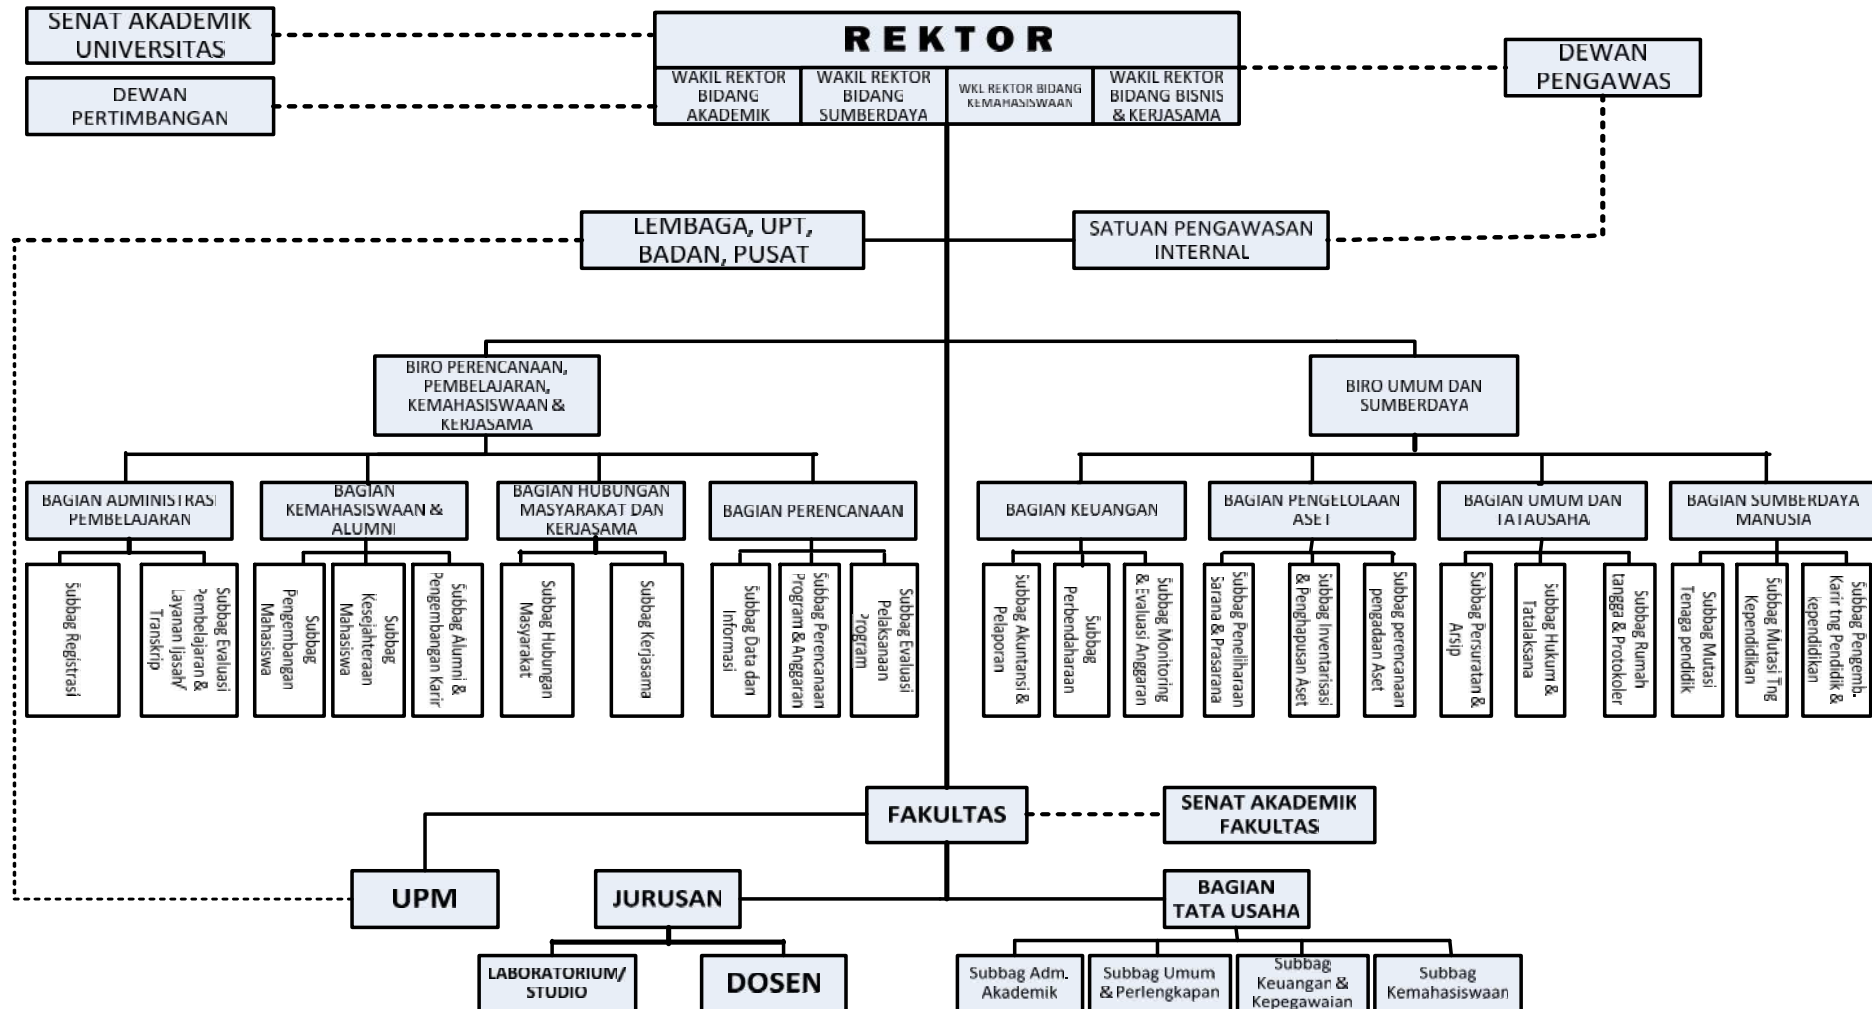 SENAT AKADEMIK
UNIVERSITAS
DEWAN
PERTIMBANGAN
REKTOR
WAKIL REKTOR
BIDANG
AKADEMIK
WAKIL REKTOR
BIDANG
SUMBERDAYA
WKL REKTOR BIDANG
KEMAHASISWAAN
WAKIL REKTOR
BIDANG BISNIS
& KERJASAMA
DEWAN
PENGAWAS
LEMBAGA, UPT,
BADAN, PUSAT
SATUAN PENGAWASAN
INTERNAL
BIRO PERENCANAAN,
PEMBELAJARAN,
KEMAHASISWAAN &
KERJASAMA
BIRO UMUM DAN
SUMBERDAYA
BAGIAN ADMINISTRASI
PEMBELAJARAN
BAGIAN
KEMAHASISWAAN &
ALUMNI
BAGIAN HUBUNGAN
MASYARAKAT DAN
KERJASAMA
BAGIAN PERENCANAAN
BAGIAN KEUANGAN
BAGIAN PENGELOLAAN
ASET
BAGIAN UMUM DAN
TATAUSAHA
BAGIAN SUMBERDAYA
MANUSIA
Subbag Registrasi
Subbag Evaluasi
Pembelajaran &
Layanan Ijasah/
Transkrip
Subbag
Pengembangan
Mahasiswa
Subbag
Kesejahteraan
Mahasiswa
Subbag Alumni &
Pengembangan Karir
Subbag Hubungan
Masyarakat
Subbag Kerjasama
Subbag Data dan
Informasi
Subbag Perencanaan
Program & Anggaran
Subbag Evaluasi
Pelaksanaan
Program
Subbag Akuntansi &
Pelaporan
Subbag
Perbendaharaan
Subbag Monitoring
& Evaluasi Anggaran
Subbag Peneliharaan
Sarana & Prasarana
Subbag Inventarisasi
& Penghapusan Aset
Subbag perencanaan
pengadaan Aset
Subbag Persuratan &
Arsip
Subbag Hukum &
Tatalaksana
Subbag Rumah
tangga & Protokoler
Subbag Mutasi
Tenaga pendidik
Subbag Mutasi Tng
Kependidikan
Subbag Pengemb.
Karir tng Pendidik &
kependidikan
FAKULTAS
SENAT AKADEMIK
FAKULTAS
UPM
JURUSAN
BAGIAN
TATA USAHA
LABORATORIUM/
STUDIO
DOSEN
Subbag Adm.
Akademik
Subbag Umum
& Perlengkapan
Subbag
Keuangan &
Kepegawaian
Subbag
Kemahasiswaan